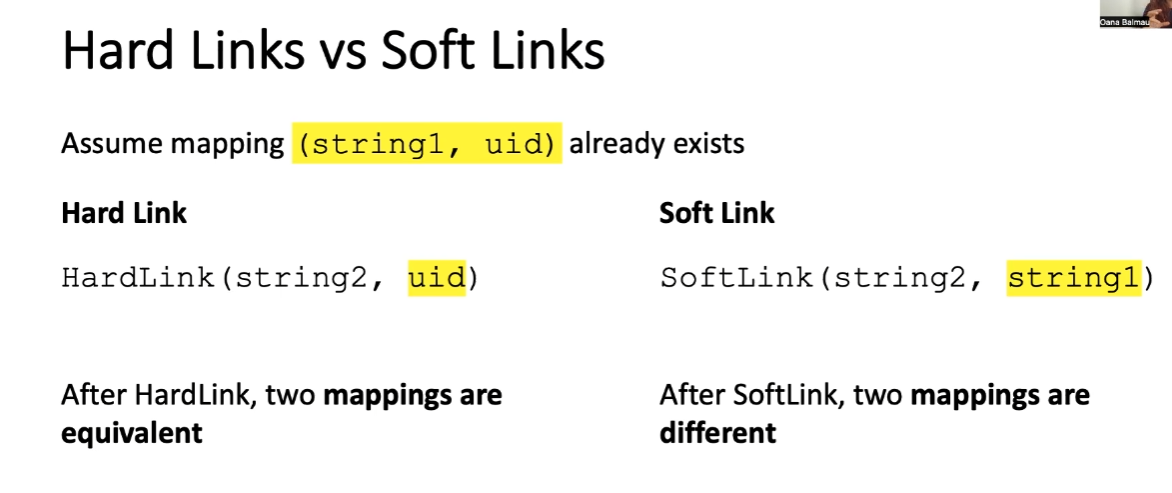 Oana Balmau
Hard Links vs Soft Links
Assume mapping (string1, uid) already exists
Hard Link
HardLink(string2, uid)
After HardLink, two mappings are
equivalent
Soft Link
SoftLink(string2, string1)
After SoftLink, two mappings are
different